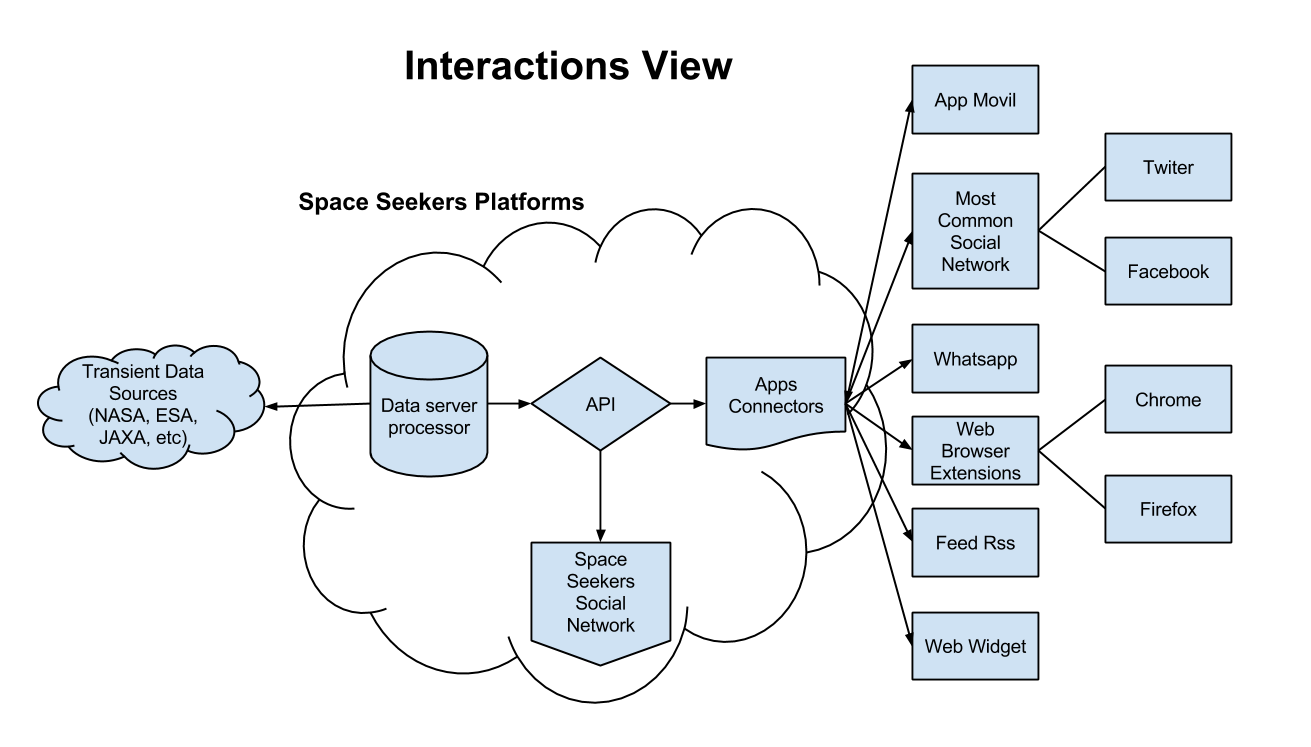 Interactions View
Space Seekers Platforms
Transient Data
Sources
(NASA, ESA,
JAXA, etc)
Data server
processor
API
Apps
Connectors
Space
Seekers
Social
Network
App Movil
Most
Common
Social
Network
Twiter
Facebook
Whatsapp
Web
Browser
Extensions
Chrome
Firefox
Feed Rss
Web Widget